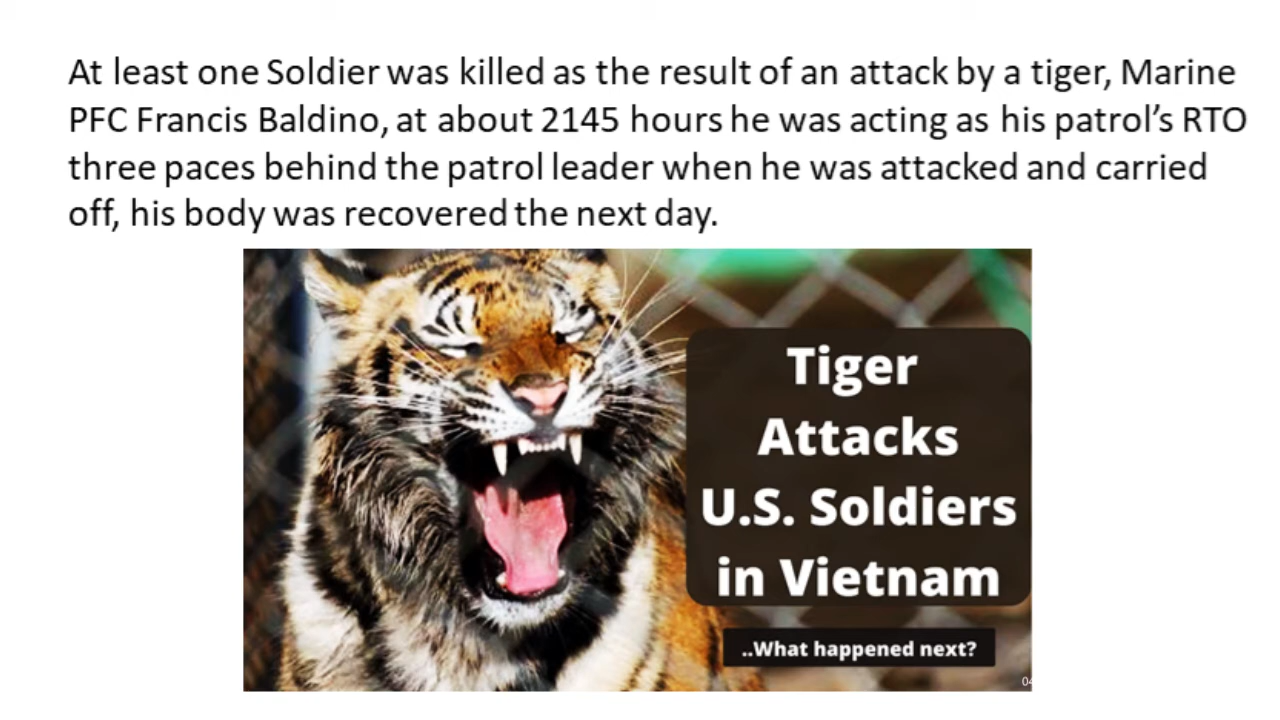 At least one Soldier was killed as the result of an attack by a tiger, Marine
PFC Francis Baldino, at about 2145 hours he was acting as his patrol’s RTO
three paces behind the patrol leader when he was attacked and carried
off, his body was recovered the next day.
Tiger
Attacks
U.S. Soldiers
in Vietnam
..What happened next?